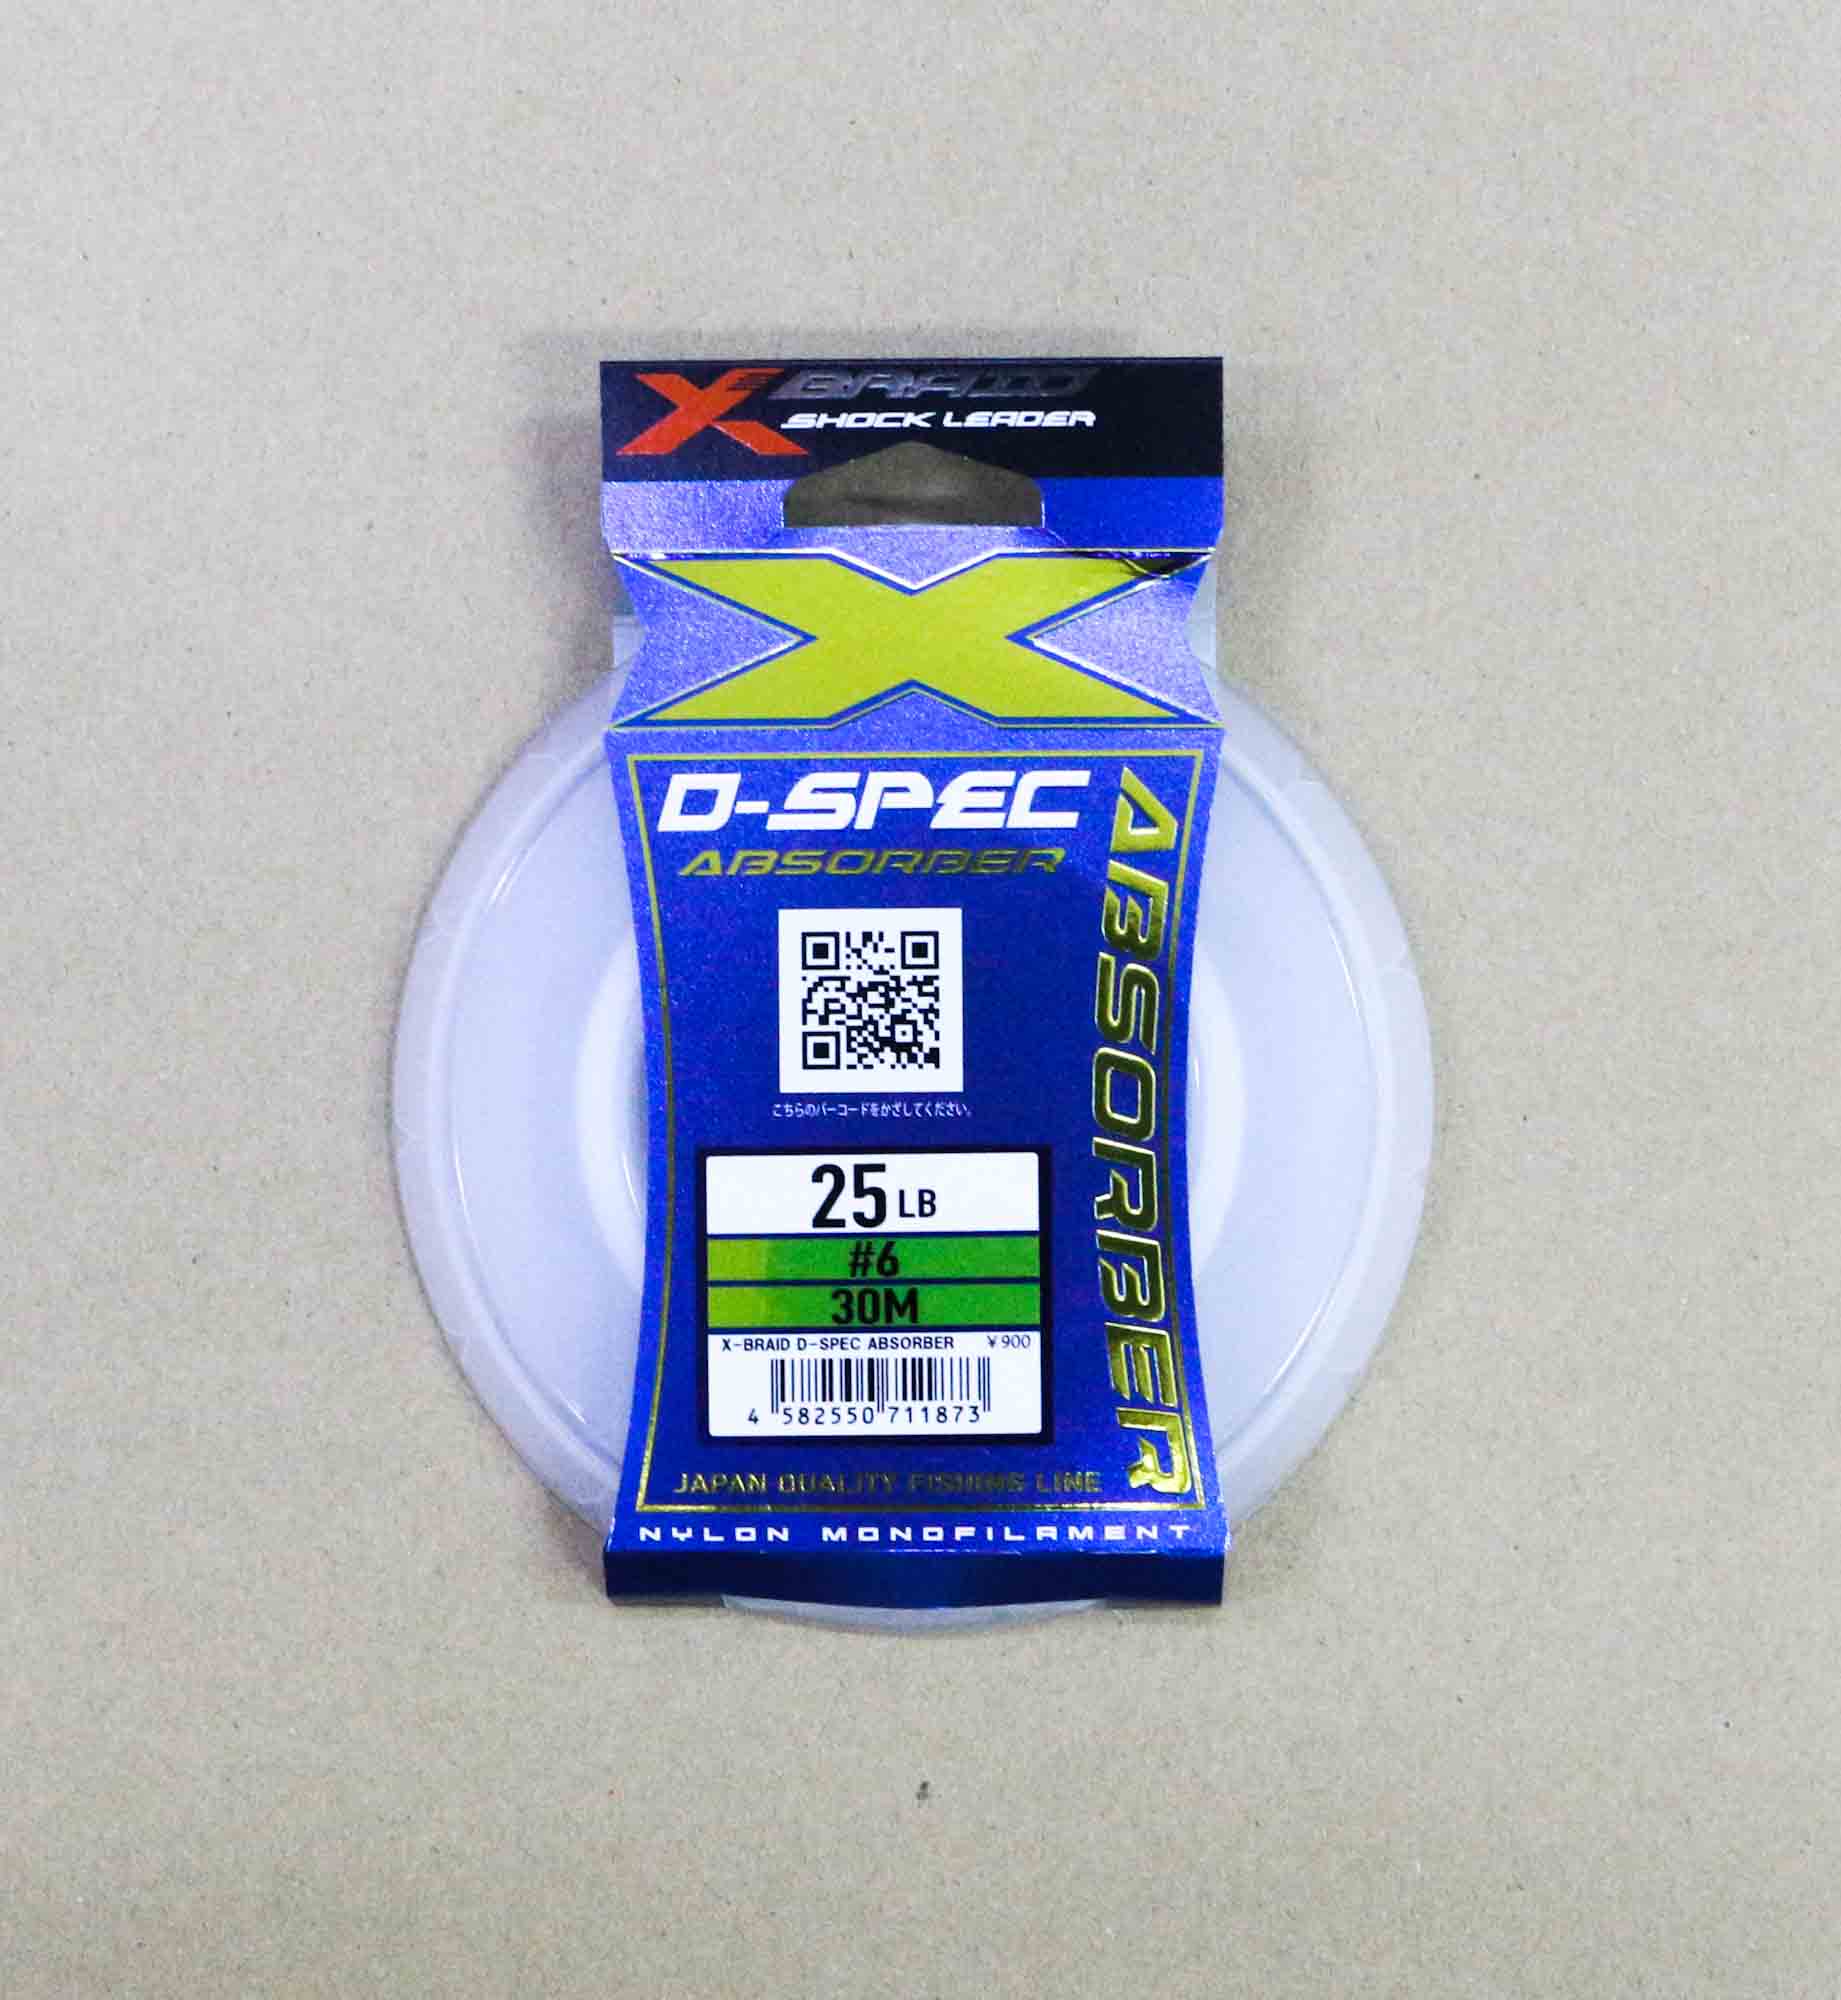 X BRAID
SHOCK LEADER
X
D-SPEC
ABSORBER
ABSORBER
こちらのバーコードをかざしてください。
25 LB
#6
30M
X-BRAID D-SPEC ABSORBER ¥900
4 582550 711873
JAPAN QUALITY FISHING LINE
NYLON MONOFILAMENT